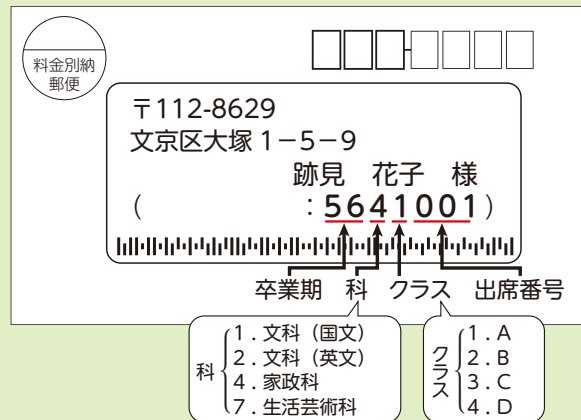 料金別納
郵便
〒112-8629
文京区大塚 1－5－9
跡見　花子　様
(　：5641001)
卒業期　科　クラス　出席番号
科
1．文科（国文）
2．文科（英文）
4．家政科
7．生活芸術科
クラス
1．A
2．B
3．C
4．D